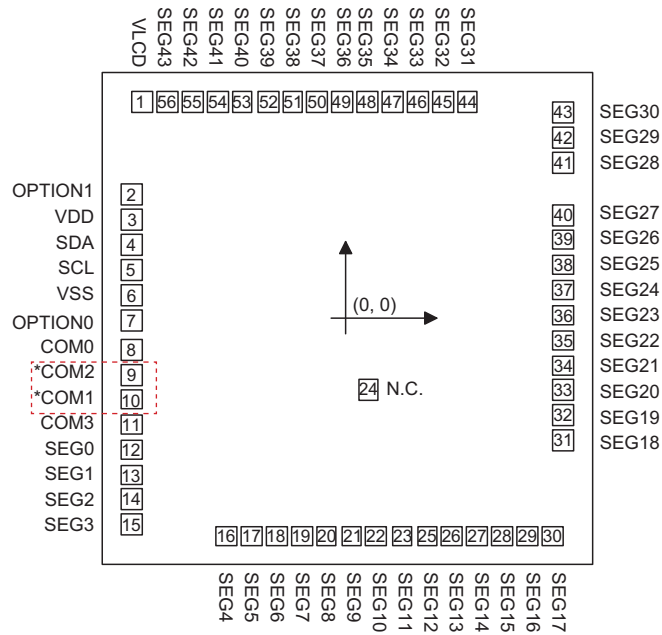 VLCD SEG43 SEG42 SEG41 SEG40 SEG39 SEG38 SEG37 SEG36 SEG35 SEG34 SEG33 SEG32 SEG31
1 56 55 54 53 52 51 50 49 48 47 46 45 44
43 SEG30
42 SEG29
41 SEG28
OPTION1 2
VDD 3
SDA 4
SCL 5
VSS 6
OPTION0 7
COM0 8
*COM2 9
*COM1 10
COM3 11
SEG0 12
SEG1 13
SEG2 14
SEG3 15
(0, 0)
24 N.C.
40 SEG27
39 SEG26
38 SEG25
37 SEG24
36 SEG23
35 SEG22
34 SEG21
33 SEG20
32 SEG19
31 SEG18
16 17 18 19 20 21 22 23 25 26 27 28 29 30
SEG4 SEG5 SEG6 SEG7 SEG8 SEG9 SEG10 SEG11 SEG12 SEG13 SEG14 SEG15 SEG16 SEG17